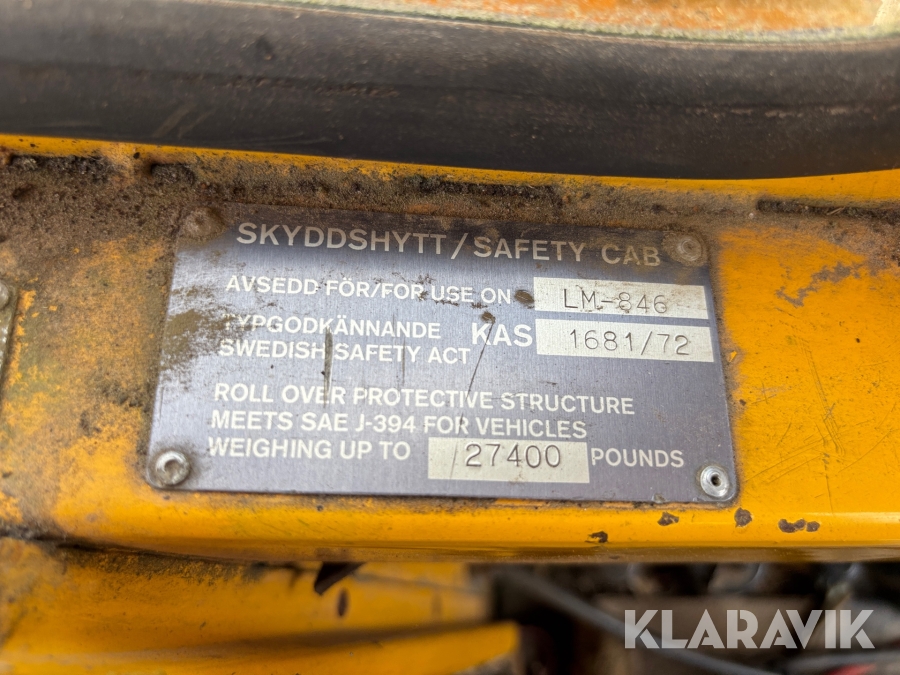 SKYDDSHYTT/SAFETY CAB
AVSEDD FÖR/FOR USE ON LM-846
TYPGODKÄNNANDE KAS 1681/72
SWEDISH SAFETY ACT
ROLL OVER PROTECTIVE STRUCTURE
MEETS SAE J-394 FOR VEHICLES
WEIGHING UP TO 27400 POUNDS
KLARAVIK